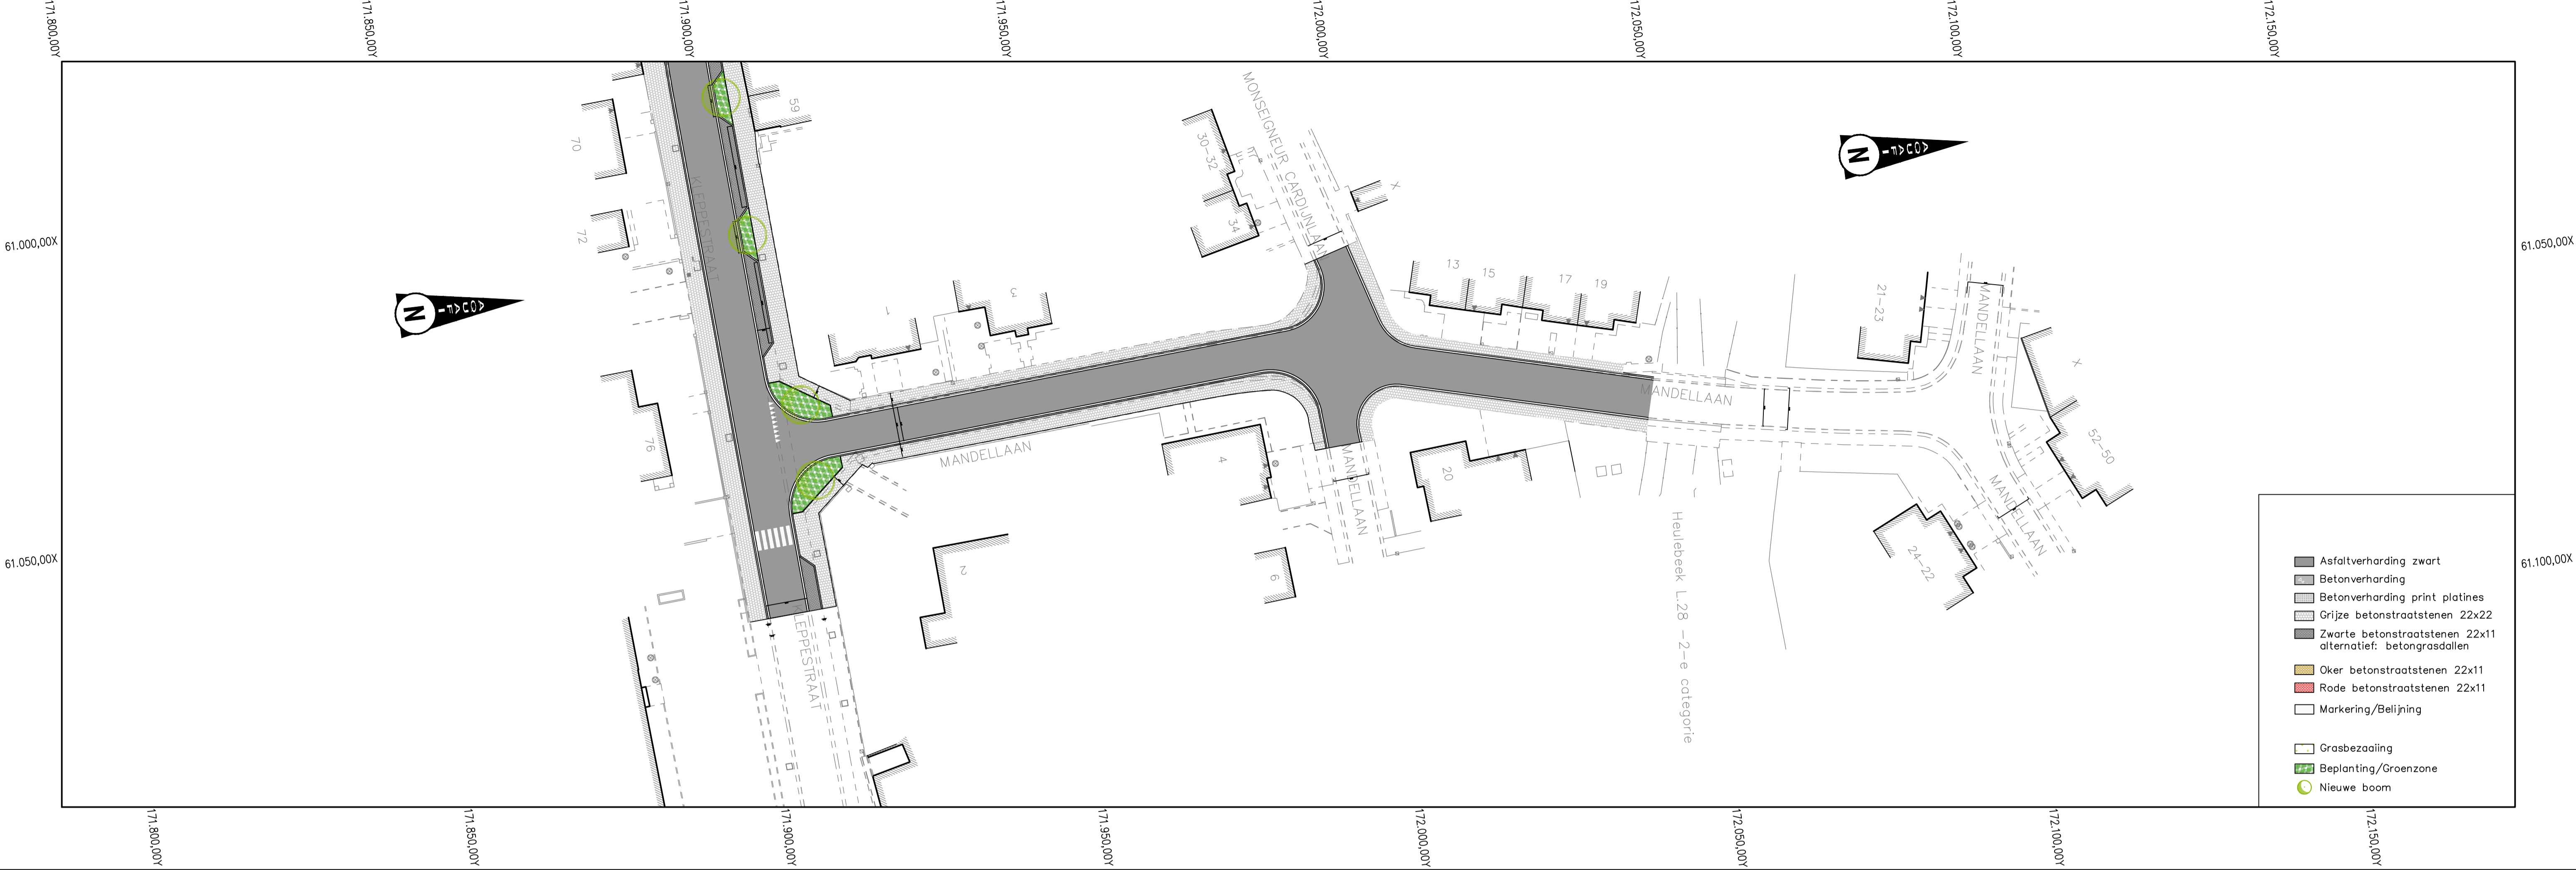 171.800,00Y
171.850,00Y
171.900,00Y
171.950,00Y
172.000,00Y
172.050,00Y
172.100,00Y
172.150,00Y
61.000,00X
61.050,00X
61.050,00X
61.100,00X
70
59
72
76
KLEPPESTRAAT
N
AQUAFI
N
AQUAFI
MONSEIGNEUR CARDIJNLAAN
30-32
34
X
1
3
13
15
17
19
21-23
MANDELLAAN
X
MANDELLAAN
MANDELLAAN
4
MANDELLAAN
20
52-50
MANDELLAAN
24-22
2
6
Heulebeek L.28 -2-e categorie
KLEPPESTRAAT
Asfaltverharding zwart
Betonverharding
Betonverharding print platines
Grijze betonstraatstenen 22x22
Zwarte betonstraatstenen 22x11
alternatief: betongrasdallen
Oker betonstraatstenen 22x11
Rode betonstraatstenen 22x11
Markering/Belijning
Grasbezaaiing
Beplanting/Groenzone
Nieuwe boom
171.800,00Y
171.850,00Y
171.900,00Y
171.950,00Y
172.000,00Y
172.050,00Y
172.100,00Y
172.150,00Y